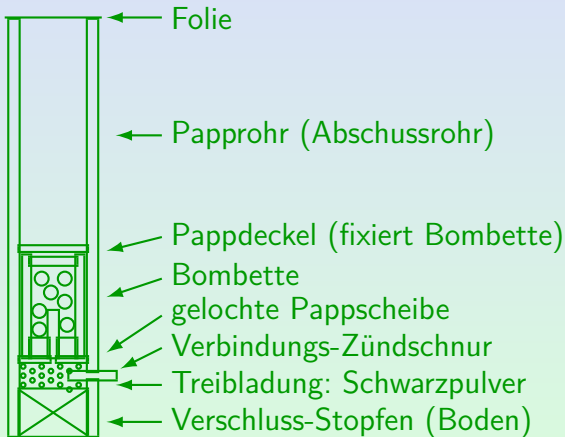 Folie
Papprohr (Abschussrohr)
Pappdeckel (fixiert Bombette)
Bombette
gelochte Pappscheibe
Verbindungs-Zündschnur
Treibladung: Schwarzpulver
Verschluss-Stopfen (Boden)